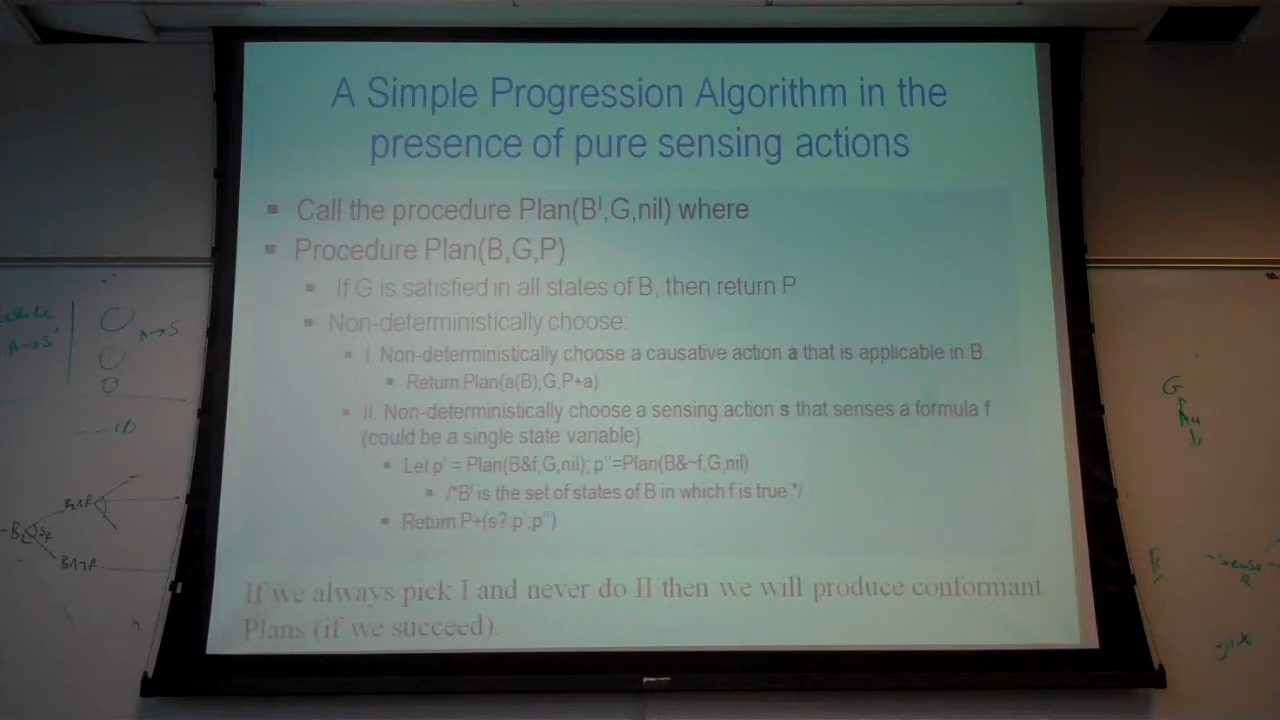 A Simple Progression Algorithm in the
presence of pure sensing actions
Call the procedure Plan(Bᴵ,G,nil) where
Procedure Plan(B,G,P)
If G is satisfied in all states of B, then return P
Non-deterministically choose:
I. Non-deterministically choose a causative action a that is applicable in B
Return Plan(a(B),G,P+a)
II. Non-deterministically choose a sensing action s that senses a formula f
(could be a single state variable)
Let p' = Plan(B&f,G,nil); p''=Plan(B&~f,G,nil)
/*Bᶠ is the set of states of B in which f is true */
Return P+(s?:p';p'')
If we always pick I and never do II then we will produce conformant
Plans (if we succeed).
A→S
A→S
B∧f
B∧¬f
G
sense